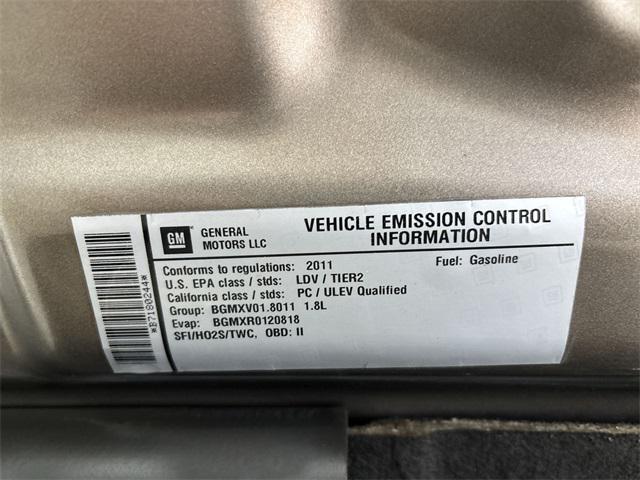 GM
GENERAL
MOTORS LLC
VEHICLE EMISSION CONTROL
INFORMATION
Conforms to regulations: 2011
Fuel: Gasoline
U.S. EPA class / stds: LDV / TIER2
California class / stds: PC / ULEV Qualified
Group: BGMXV01.8011 1.8L
Evap: BGMXR0120818
SFI/HO2S/TWC, OBD: II
*B7180244*